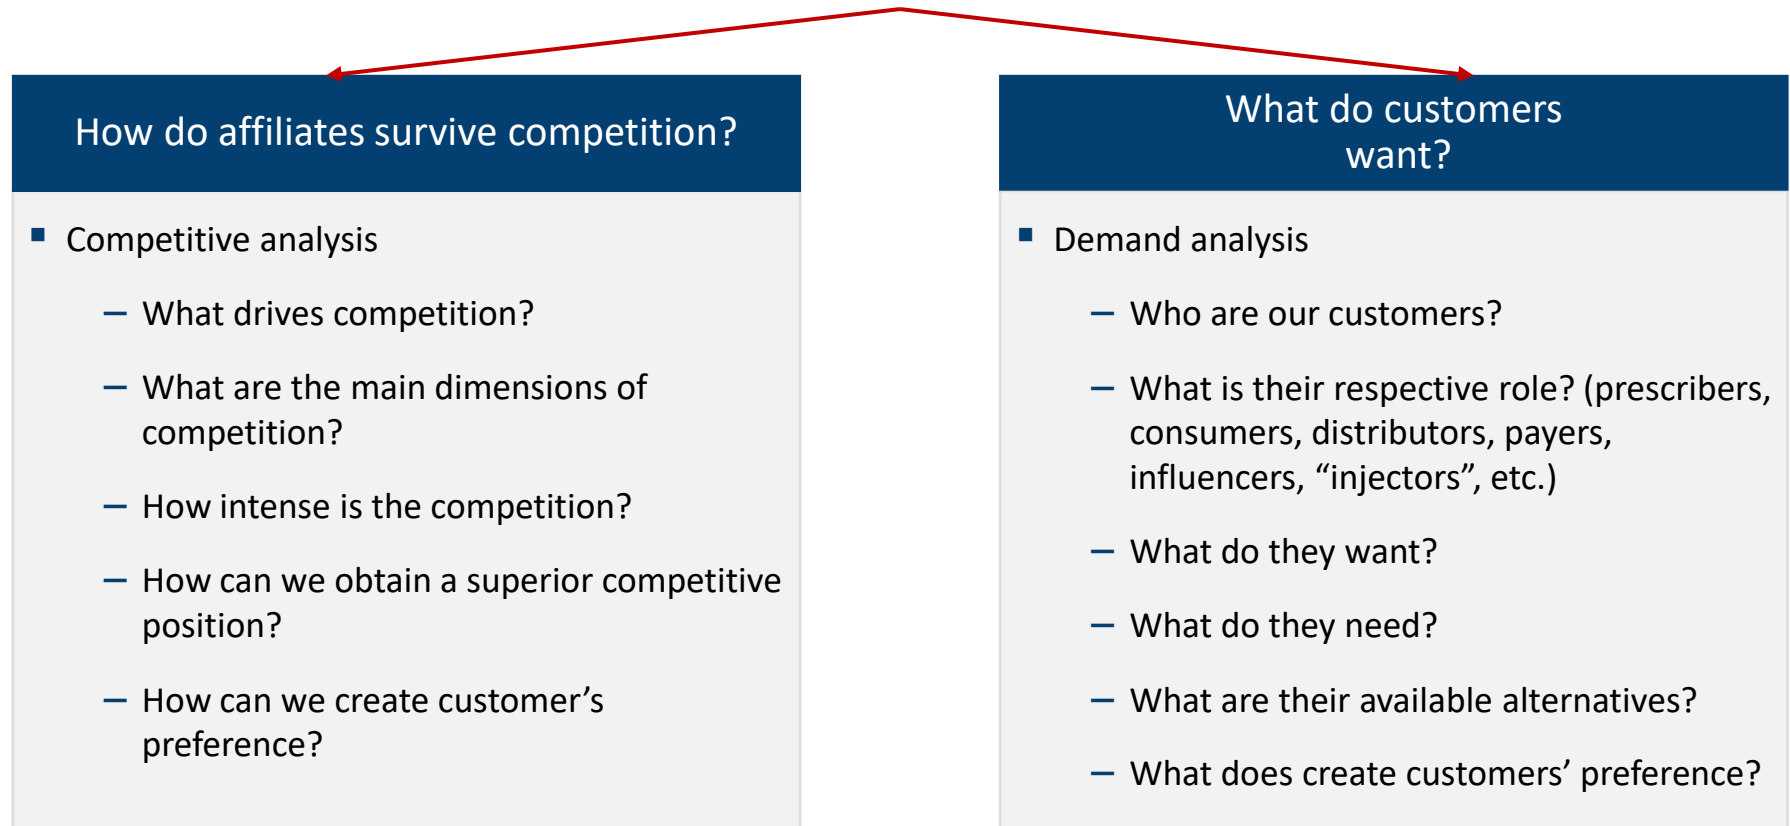 How do affiliates survive competition?
▪ Competitive analysis
– What drives competition?
– What are the main dimensions of
competition?
– How intense is the competition?
– How can we obtain a superior competitive
position?
– How can we create customer’s
preference?
What do customers
want?
▪ Demand analysis
– Who are our customers?
– What is their respective role? (prescribers,
consumers, distributors, payers,
influencers, “injectors”, etc.)
– What do they want?
– What do they need?
– What are their available alternatives?
– What does create customers’ preference?